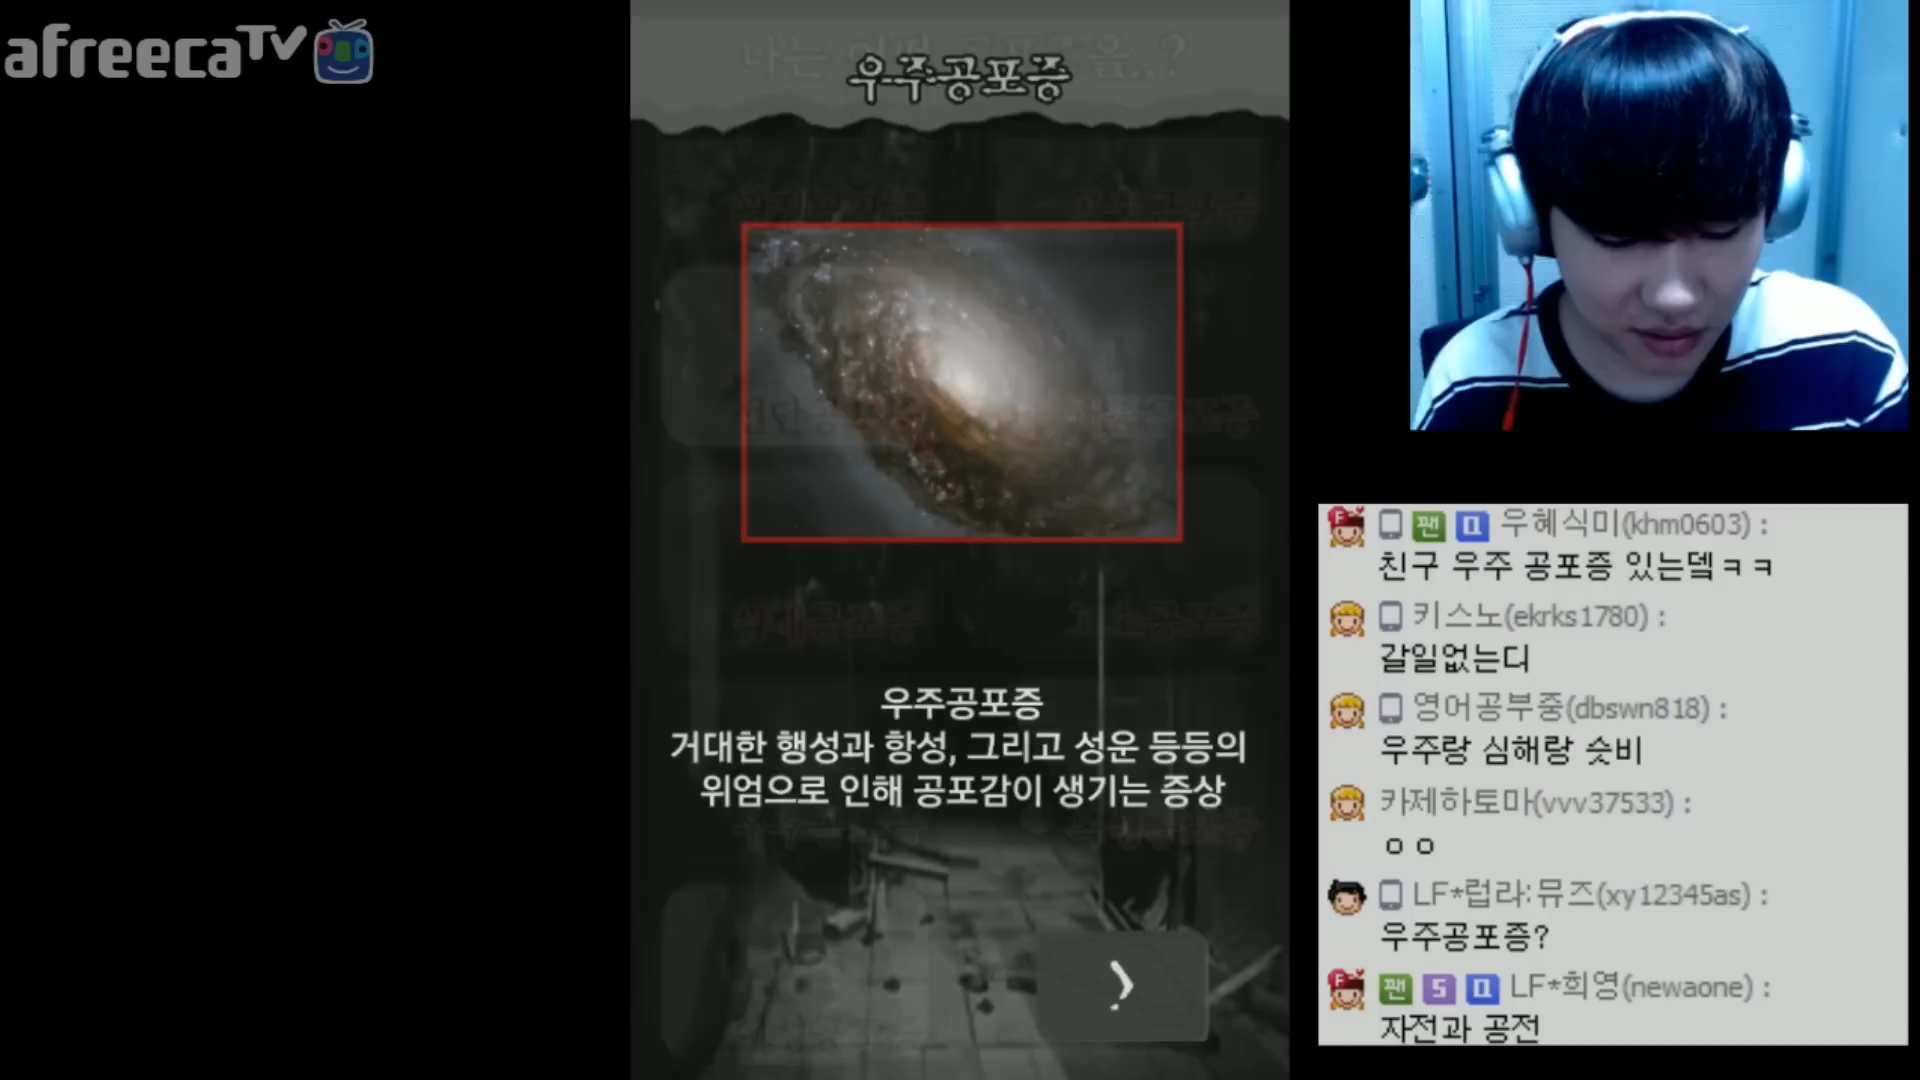 afreecaTV
우주공포증
우주공포증
거대한 행성과 항성, 그리고 성운 등등의
위엄으로 인해 공포감이 생기는 증상
팬 우혜식미(khm0603) :
친구 우주 공포증 있는뎈ㅋㅋ
키스노(ekrks1780) :
갈일없는디
영어공부중(dbswn818) :
우주랑 심해랑 슷비
카제하토마(vvv37533) :
ㅇㅇ
LF*럽라:뮤즈(xy12345as) :
우주공포증?
팬 S LF*희영(newaone) :
자전과 공전